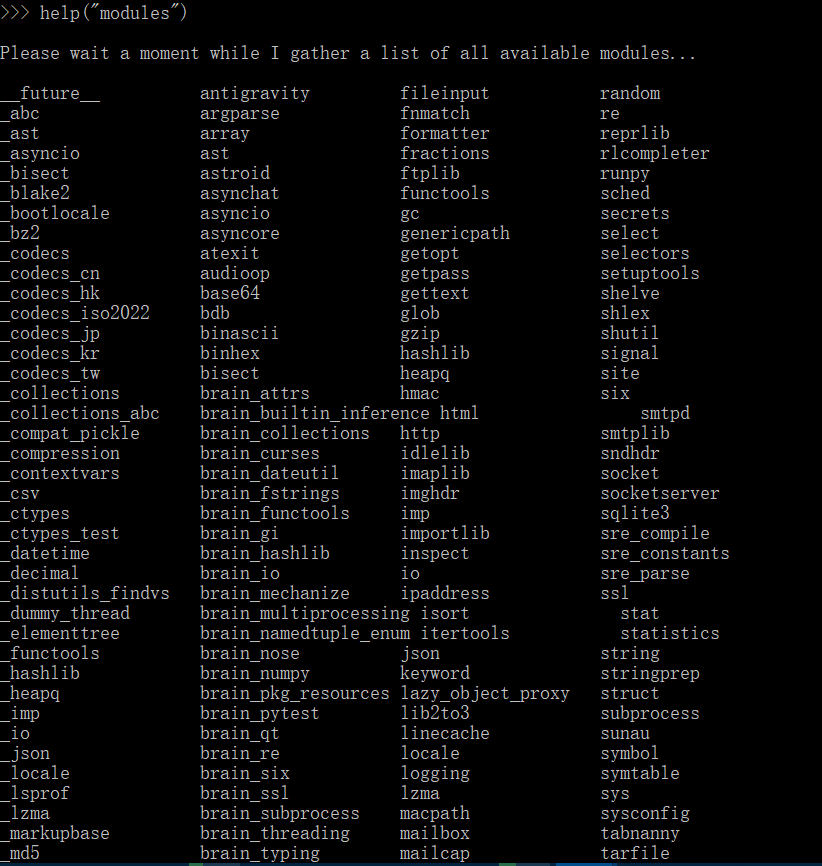 >>> help("modules")
Please wait a moment while I gather a list of all available modules...
__future__ antigravity fileinput random
_abc argparse fnmatch re
_ast array formatter reprlib
_asyncio ast fractions rlcompleter
_bisect astroid ftplib runpy
_blake2 asynchat functools sched
_bootlocale asyncio gc secrets
_bz2 asyncore genericpath select
_codecs atexit getopt selectors
_codecs_cn audioop getpass setuptools
_codecs_hk base64 gettext shelve
_codecs_iso2022 bdb glob shlex
_codecs_jp binascii gzip shutil
_codecs_kr binhex hashlib signal
_codecs_tw bisect heapq site
_collections brain_attrs hmac six
_collections_abc brain_builtin_inference html smtpd
_compat_pickle brain_collections http smtplib
_compression brain_curses idlelib sndhdr
_contextvars brain_dateutil imaplib socket
_csv brain_fstrings imghdr socketserver
_ctypes brain_functools imp sqlite3
_ctypes_test brain_gi importlib sre_compile
_datetime brain_hashlib inspect sre_constants
_decimal brain_io io sre_parse
_distutils_findvs brain_mechanize ipaddress ssl
_dummy_thread brain_multiprocessing isort stat
_elementtree brain_namedtuple_enum itertools statistics
_functools brain_nose json string
_hashlib brain_numpy keyword stringprep
_heapq brain_pkg_resources lazy_object_proxy struct
_imp brain_pytest lib2to3 subprocess
_io brain_qt linecache sunau
_json brain_re locale symbol
_locale brain_six logging symtable
_lsprof brain_ssl lzma sys
_lzma brain_subprocess macpath sysconfig
_markupbase brain_threading mailbox tabnanny
_md5 brain_typing mailcap tarfile